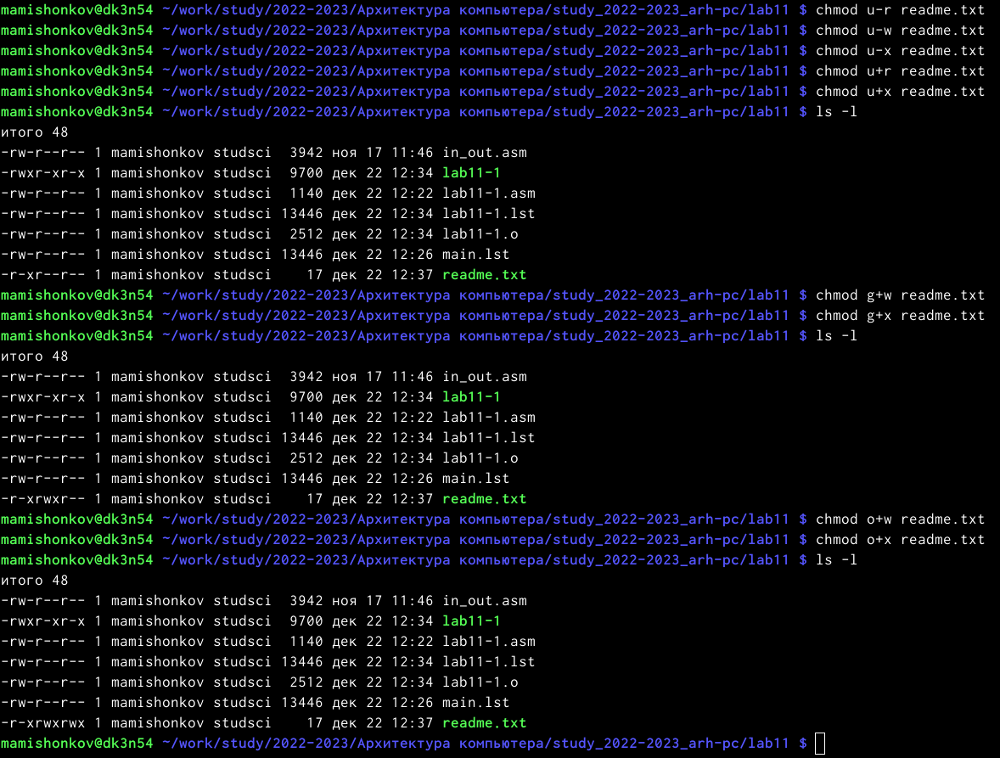 mamishonkov@dk3n54 ~/work/study/2022-2023/Архитектура компьютера/study_2022-2023_arh-pc/lab11 $ chmod u-r readme.txt
mamishonkov@dk3n54 ~/work/study/2022-2023/Архитектура компьютера/study_2022-2023_arh-pc/lab11 $ chmod u-w readme.txt
mamishonkov@dk3n54 ~/work/study/2022-2023/Архитектура компьютера/study_2022-2023_arh-pc/lab11 $ chmod u-x readme.txt
mamishonkov@dk3n54 ~/work/study/2022-2023/Архитектура компьютера/study_2022-2023_arh-pc/lab11 $ chmod u+r readme.txt
mamishonkov@dk3n54 ~/work/study/2022-2023/Архитектура компьютера/study_2022-2023_arh-pc/lab11 $ chmod u+x readme.txt
mamishonkov@dk3n54 ~/work/study/2022-2023/Архитектура компьютера/study_2022-2023_arh-pc/lab11 $ ls -l
итого 48
-rw-r--r-- 1 mamishonkov studsci  3942 ноя 17 11:46 in_out.asm
-rwxr-xr-x 1 mamishonkov studsci  9700 дек 22 12:34 lab11-1
-rw-r--r-- 1 mamishonkov studsci  1140 дек 22 12:22 lab11-1.asm
-rw-r--r-- 1 mamishonkov studsci 13446 дек 22 12:34 lab11-1.lst
-rw-r--r-- 1 mamishonkov studsci  2512 дек 22 12:34 lab11-1.o
-rw-r--r-- 1 mamishonkov studsci 13446 дек 22 12:26 main.lst
-r-xr--r-- 1 mamishonkov studsci    17 дек 22 12:37 readme.txt
mamishonkov@dk3n54 ~/work/study/2022-2023/Архитектура компьютера/study_2022-2023_arh-pc/lab11 $ chmod g+w readme.txt
mamishonkov@dk3n54 ~/work/study/2022-2023/Архитектура компьютера/study_2022-2023_arh-pc/lab11 $ chmod g+x readme.txt
mamishonkov@dk3n54 ~/work/study/2022-2023/Архитектура компьютера/study_2022-2023_arh-pc/lab11 $ ls -l
итого 48
-rw-r--r-- 1 mamishonkov studsci  3942 ноя 17 11:46 in_out.asm
-rwxr-xr-x 1 mamishonkov studsci  9700 дек 22 12:34 lab11-1
-rw-r--r-- 1 mamishonkov studsci  1140 дек 22 12:22 lab11-1.asm
-rw-r--r-- 1 mamishonkov studsci 13446 дек 22 12:34 lab11-1.lst
-rw-r--r-- 1 mamishonkov studsci  2512 дек 22 12:34 lab11-1.o
-rw-r--r-- 1 mamishonkov studsci 13446 дек 22 12:26 main.lst
-r-xrwxr-- 1 mamishonkov studsci    17 дек 22 12:37 readme.txt
mamishonkov@dk3n54 ~/work/study/2022-2023/Архитектура компьютера/study_2022-2023_arh-pc/lab11 $ chmod o+w readme.txt
mamishonkov@dk3n54 ~/work/study/2022-2023/Архитектура компьютера/study_2022-2023_arh-pc/lab11 $ chmod o+x readme.txt
mamishonkov@dk3n54 ~/work/study/2022-2023/Архитектура компьютера/study_2022-2023_arh-pc/lab11 $ ls -l
итого 48
-rw-r--r-- 1 mamishonkov studsci  3942 ноя 17 11:46 in_out.asm
-rwxr-xr-x 1 mamishonkov studsci  9700 дек 22 12:34 lab11-1
-rw-r--r-- 1 mamishonkov studsci  1140 дек 22 12:22 lab11-1.asm
-rw-r--r-- 1 mamishonkov studsci 13446 дек 22 12:34 lab11-1.lst
-rw-r--r-- 1 mamishonkov studsci  2512 дек 22 12:34 lab11-1.o
-rw-r--r-- 1 mamishonkov studsci 13446 дек 22 12:26 main.lst
-r-xrwxrwx 1 mamishonkov studsci    17 дек 22 12:37 readme.txt
mamishonkov@dk3n54 ~/work/study/2022-2023/Архитектура компьютера/study_2022-2023_arh-pc/lab11 $